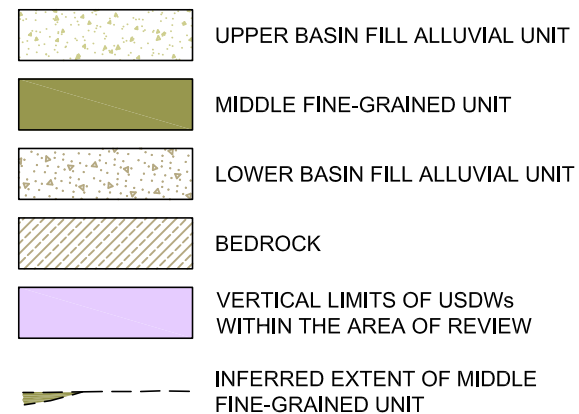 UPPER BASIN FILL ALLUVIAL UNIT
MIDDLE FINE-GRAINED UNIT
LOWER BASIN FILL ALLUVIAL UNIT
BEDROCK
VERTICAL LIMITS OF USDWs
WITHIN THE AREA OF REVIEW
INFERRED EXTENT OF MIDDLE
FINE-GRAINED UNIT